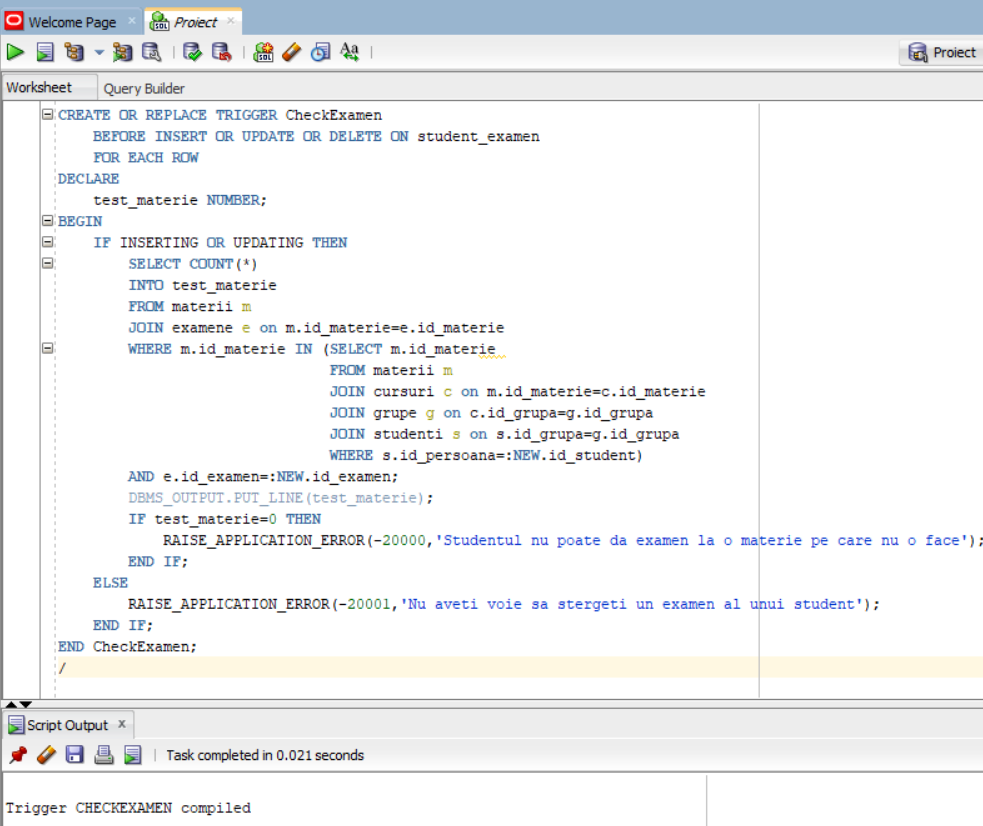 Welcome Page
Proiect
Proiect
Worksheet
Query Builder
CREATE OR REPLACE TRIGGER CheckExamen
BEFORE INSERT OR UPDATE OR DELETE ON student_examen
FOR EACH ROW
DECLARE
test_materie NUMBER;
BEGIN
IF INSERTING OR UPDATING THEN
SELECT COUNT(*)
INTO test_materie
FROM materii m
JOIN examene e on m.id_materie=e.id_materie
WHERE m.id_materie IN (SELECT m.id_materie
FROM materii m
JOIN cursuri c on m.id_materie=c.id_materie
JOIN grupe g on c.id_grupa=g.id_grupa
JOIN studenti s on s.id_grupa=g.id_grupa
WHERE s.id_persoana=:NEW.id_student)
AND e.id_examen=:NEW.id_examen;
DBMS_OUTPUT.PUT_LINE(test_materie);
IF test_materie=0 THEN
RAISE_APPLICATION_ERROR(-20000,'Studentul nu poate da examen la o materie pe care nu o face');
END IF;
ELSE
RAISE_APPLICATION_ERROR(-20001,'Nu aveti voie sa stergeti un examen al unui student');
END IF;
END CheckExamen;
/
Script Output
Task completed in 0.021 seconds
Trigger CHECKEXAMEN compiled